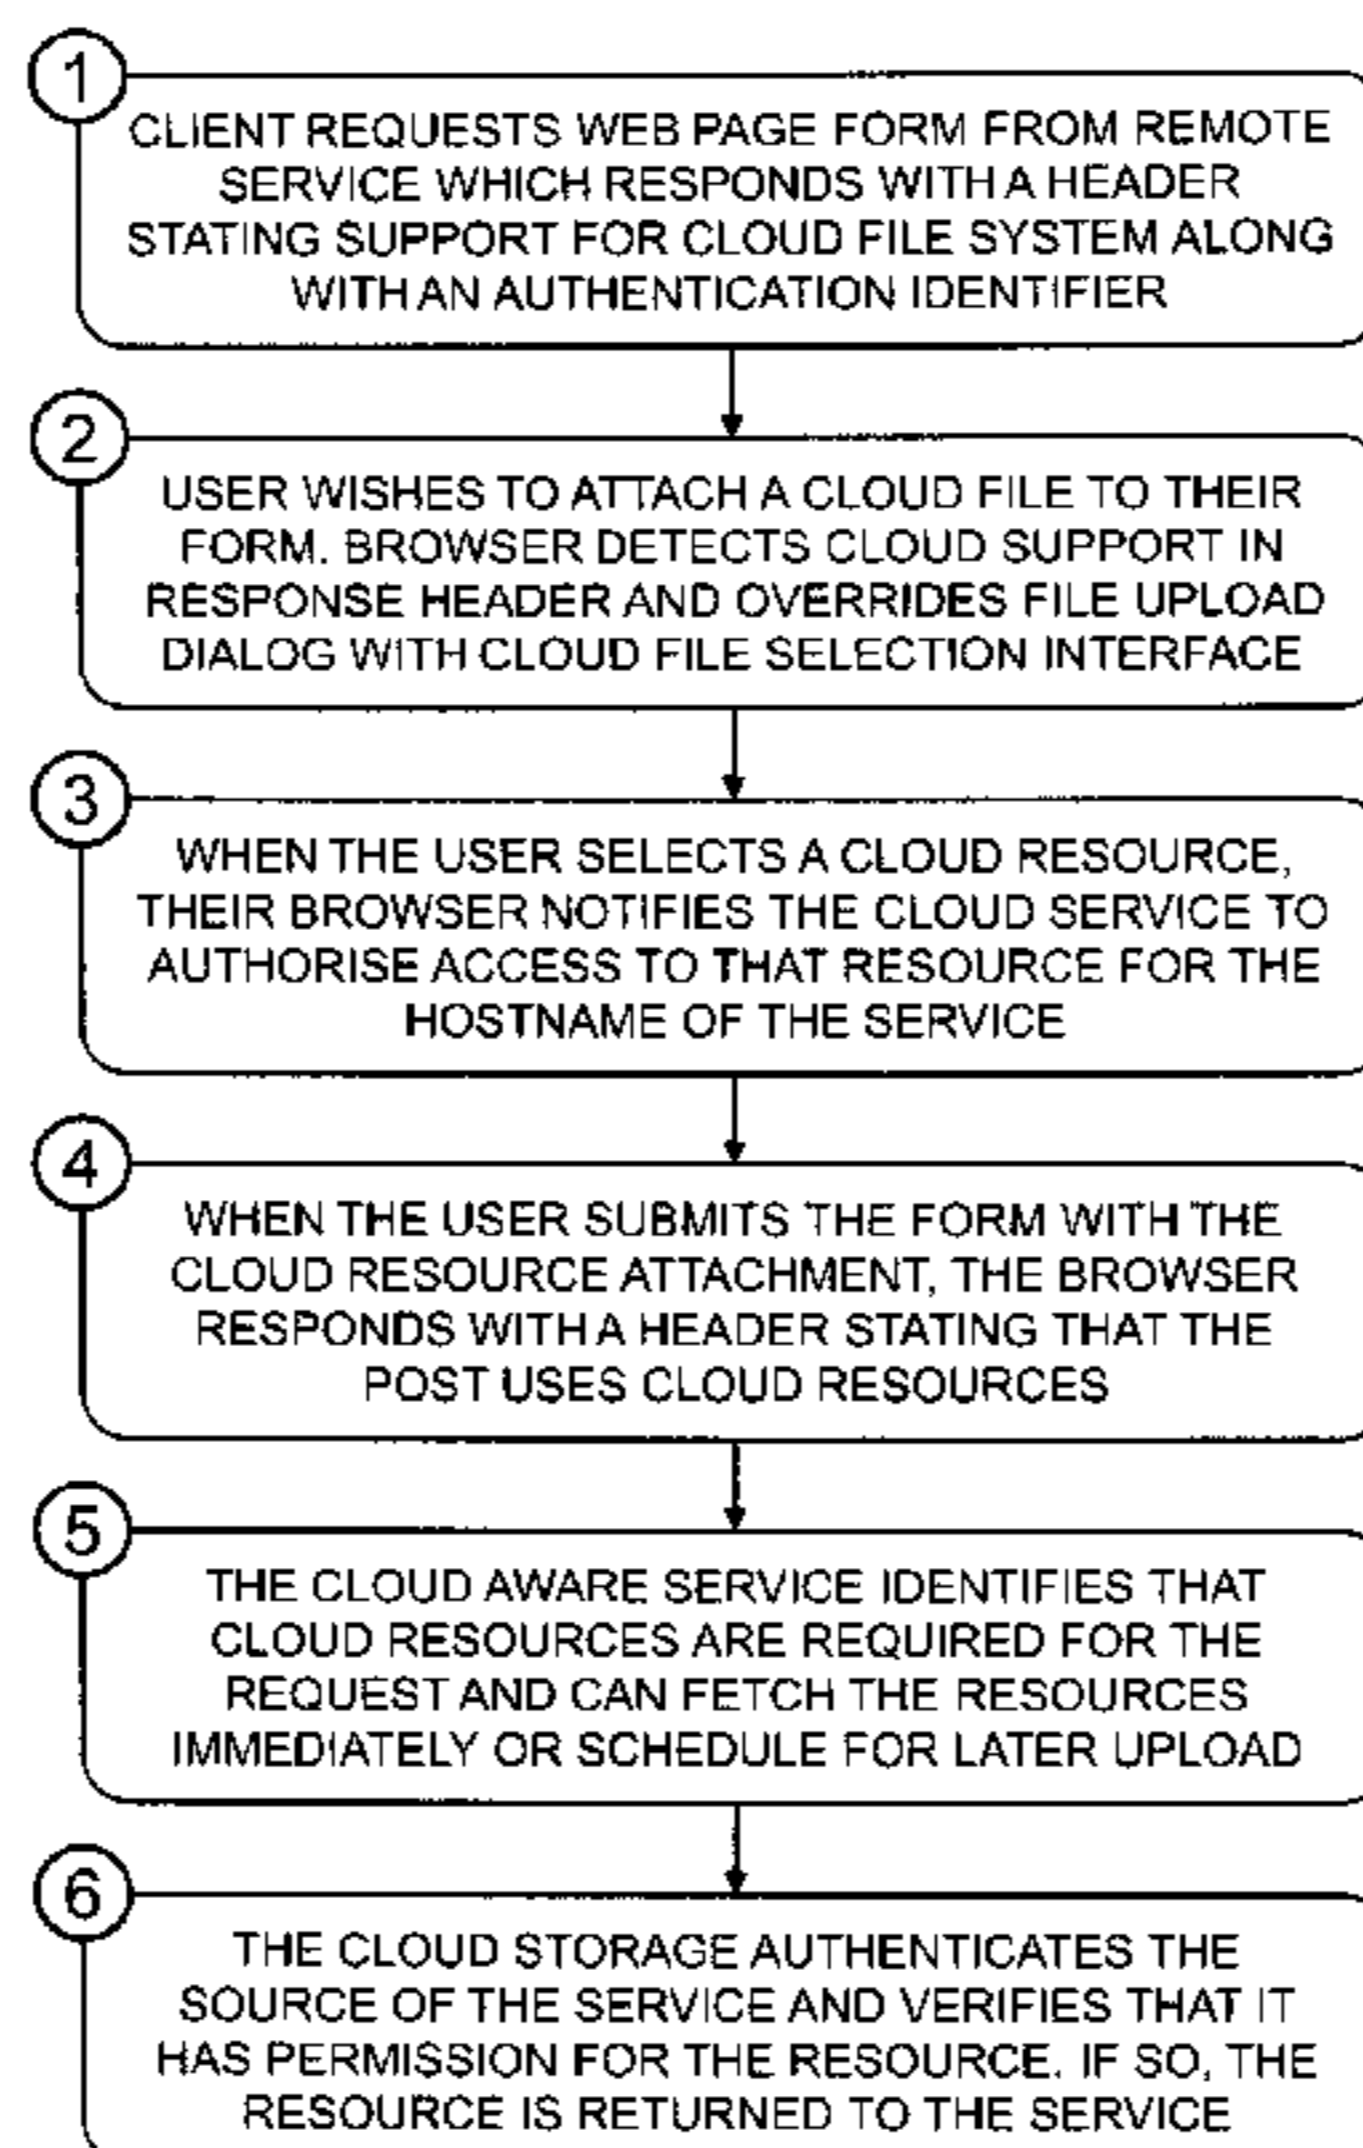 1
CLIENT REQUESTS WEB PAGE FORM FROM REMOTE
SERVICE WHICH RESPONDS WITH A HEADER
STATING SUPPORT FOR CLOUD FILE SYSTEM ALONG
WITH AN AUTHENTICATION IDENTIFIER
2
USER WISHES TO ATTACH A CLOUD FILE TO THEIR
FORM. BROWSER DETECTS CLOUD SUPPORT IN
RESPONSE HEADER AND OVERRIDES FILE UPLOAD
DIALOG WITH CLOUD FILE SELECTION INTERFACE
3
WHEN THE USER SELECTS A CLOUD RESOURCE,
THEIR BROWSER NOTIFIES THE CLOUD SERVICE TO
AUTHORISE ACCESS TO THAT RESOURCE FOR THE
HOSTNAME OF THE SERVICE
4
WHEN THE USER SUBMITS THE FORM WITH THE
CLOUD RESOURCE ATTACHMENT, THE BROWSER
RESPONDS WITH A HEADER STATING THAT THE
POST USES CLOUD RESOURCES
5
THE CLOUD AWARE SERVICE IDENTIFIES THAT
CLOUD RESOURCES ARE REQUIRED FOR THE
REQUEST AND CAN FETCH THE RESOURCES
IMMEDIATELY OR SCHEDULE FOR LATER UPLOAD
6
THE CLOUD STORAGE AUTHENTICATES THE
SOURCE OF THE SERVICE AND VERIFIES THAT IT
HAS PERMISSION FOR THE RESOURCE. IF SO, THE
RESOURCE IS RETURNED TO THE SERVICE